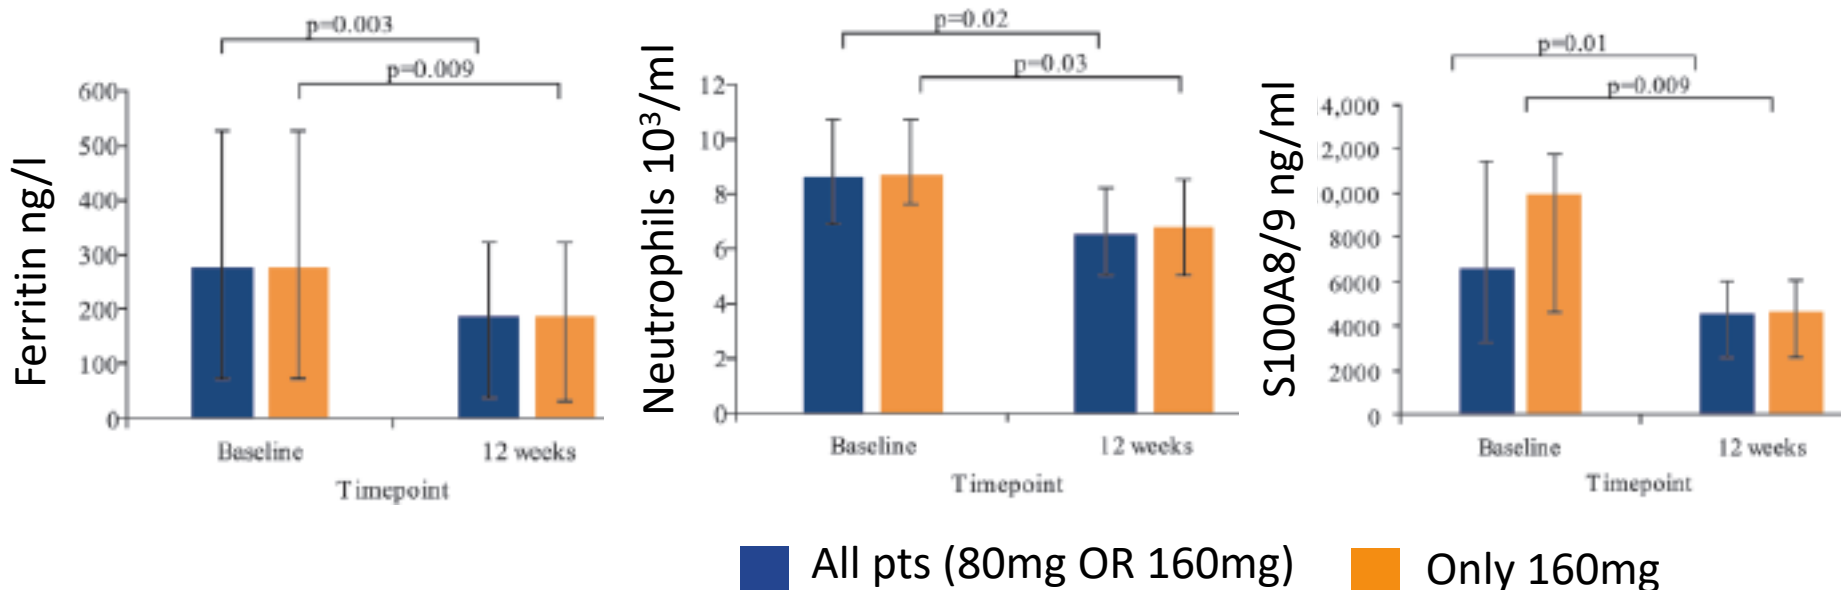 p=0.003
p=0.009
600
500
400
300
200
100
0
Ferritin ng/l
Baseline
12 weeks
Timepoint
p=0.02
p=0.03
12
10
8
6
4
2
0
Neutrophils 10³/ml
Baseline
12 weeks
Timepoint
p=0.01
p=0.009
4,000
2,000
0,000
8000
6000
4000
2000
0
S100A8/9 ng/ml
Baseline
12 weeks
Timepoint
All pts (80mg OR 160mg)
Only 160mg